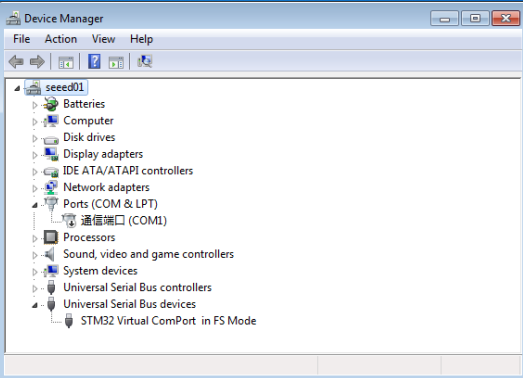 Device Manager
File Action View Help
seeed01
Batteries
Computer
Disk drives
Display adapters
IDE ATA/ATAPI controllers
Network adapters
Ports (COM & LPT)
通信端口 (COM1)
Processors
Sound, video and game controllers
System devices
Universal Serial Bus controllers
Universal Serial Bus devices
STM32 Virtual ComPort in FS Mode